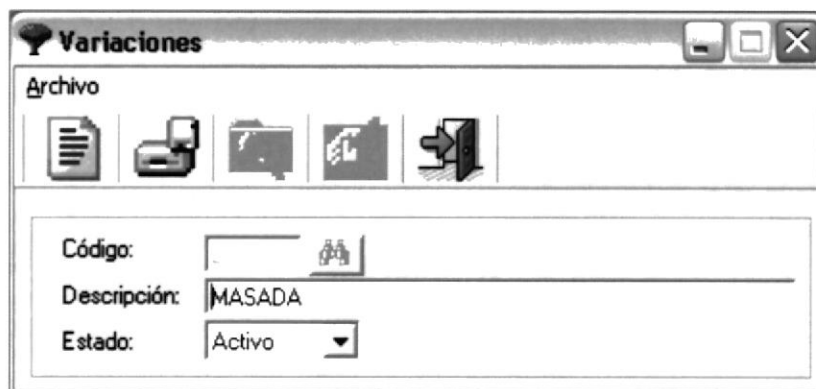 Variaciones
Archivo
Código:
Descripción: MASADA
Estado: Activo